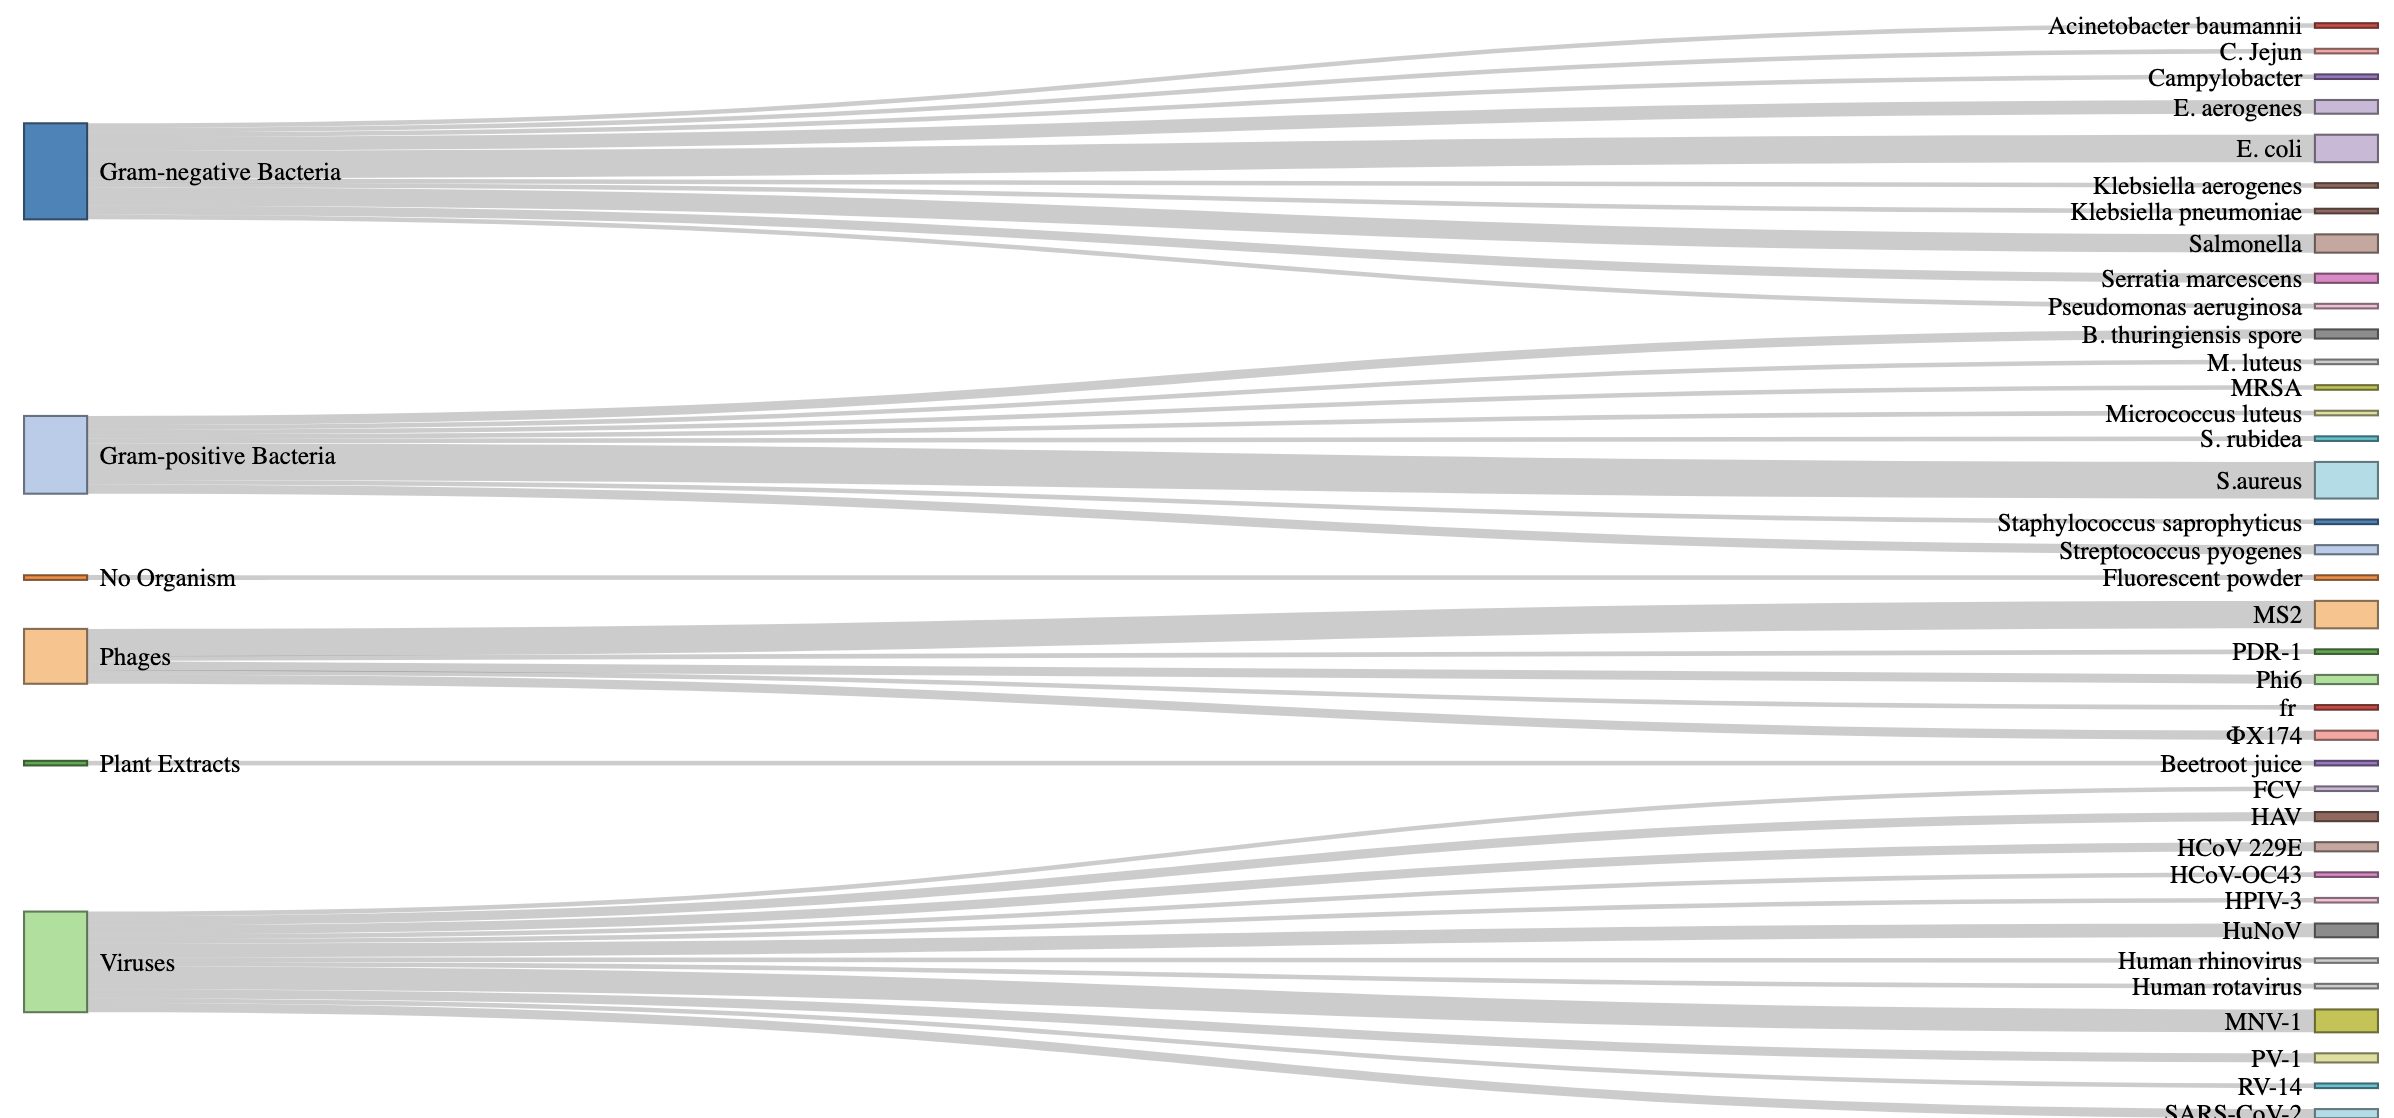 Acinetobacter baumannii
C. Jejun
Campylobacter
E. aerogenes
E. coli
Gram-negative Bacteria
Klebsiella aerogenes
Klebsiella pneumoniae
Salmonella
Serratia marcescens
Pseudomonas aeruginosa
B. thuringiensis spore
M. luteus
MRSA
Micrococcus luteus
S. rubidea
Gram-positive Bacteria
S.aureus
Staphylococcus saprophyticus
Streptococcus pyogenes
No Organism
Fluorescent powder
MS2
PDR-1
Phages
Phi6
fr
ΦX174
Plant Extracts
Beetroot juice
FCV
HAV
HCoV 229E
HCoV-OC43
HPIV-3
HuNoV
Human rhinovirus
Viruses
Human rotavirus
MNV-1
PV-1
RV-14
SARS-CoV-2